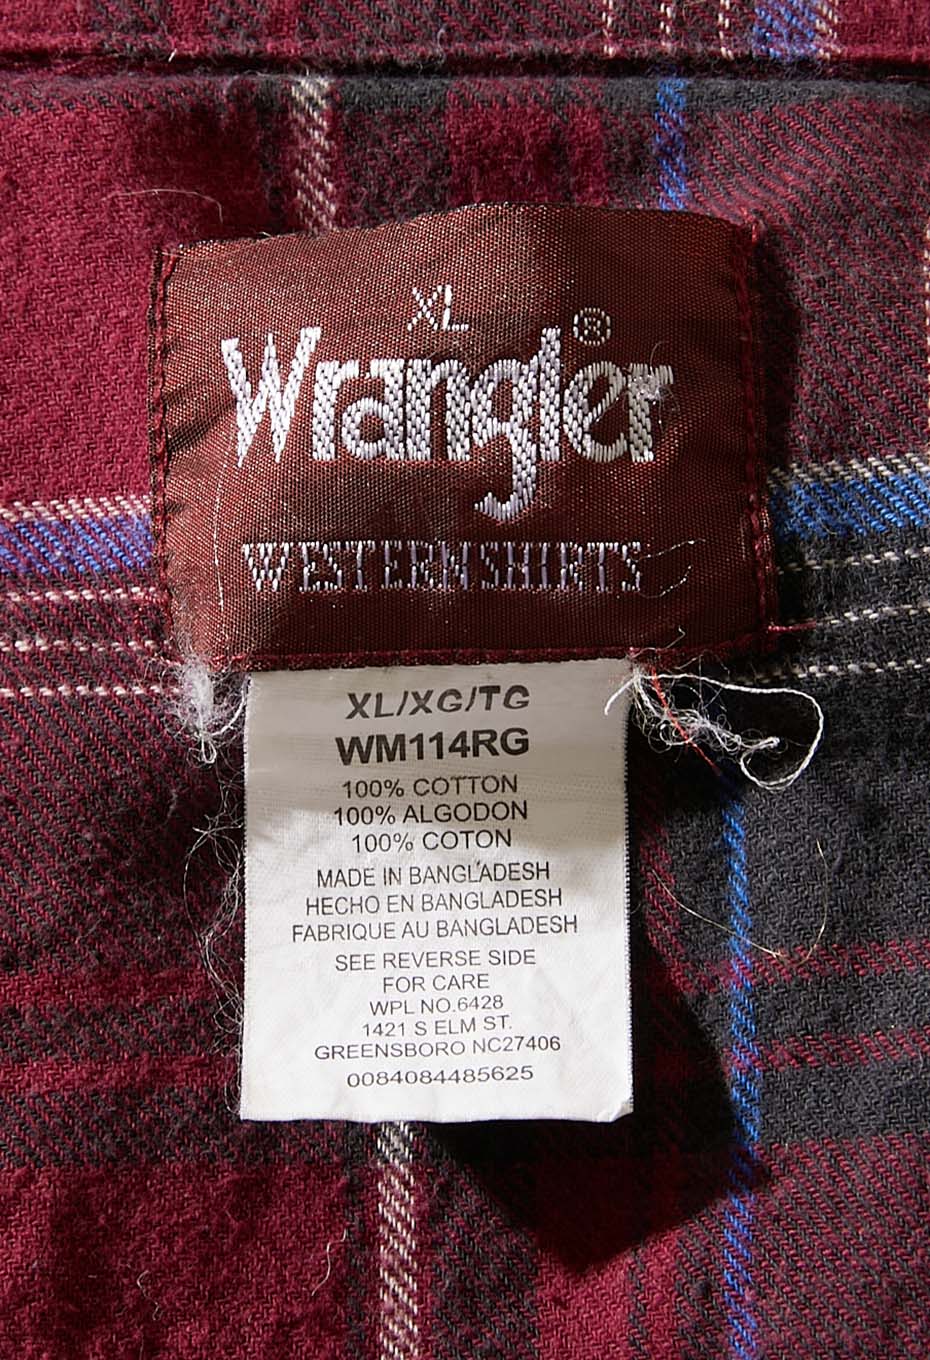 XL
Wrangler®
WESTERN SHIRTS
XL/XG/TG
WM114RG
100% COTTON
100% ALGODON
100% COTON
MADE IN BANGLADESH
HECHO EN BANGLADESH
FABRIQUE AU BANGLADESH
SEE REVERSE SIDE
FOR CARE
WPL NO.6428
1421 S ELM ST.
GREENSBORO NC27406
0084084485625